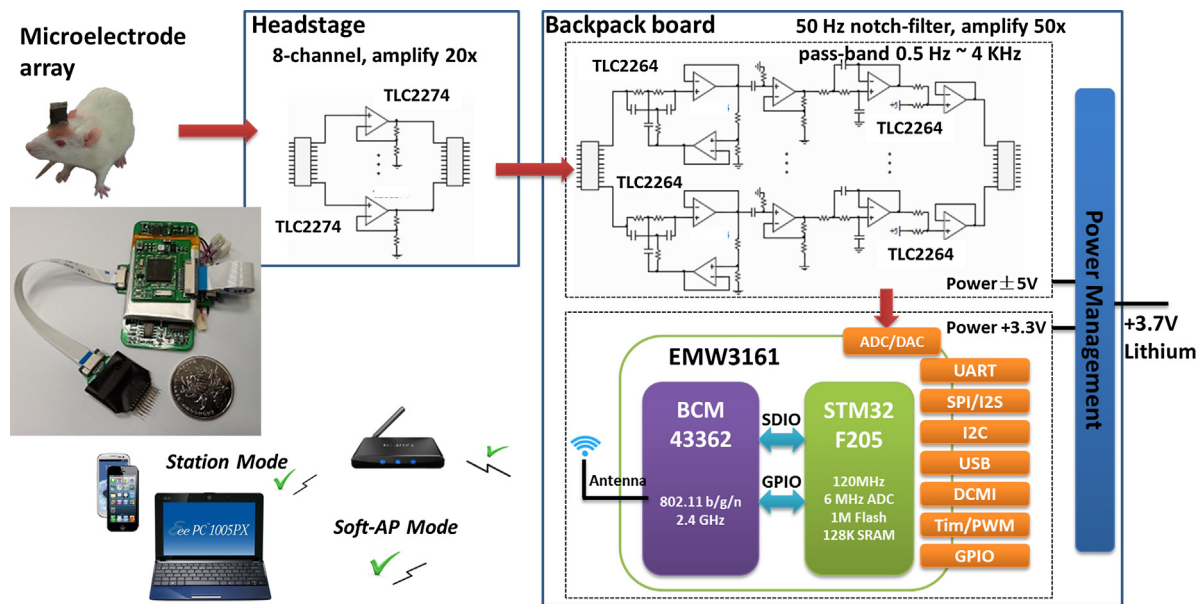 Microelectrode
array
Headstage
8-channel, amplify 20x
TLC2274
TLC2274
Backpack board
50 Hz notch-filter, amplify 50x
pass-band 0.5 Hz ~ 4 KHz
TLC2264
TLC2264
TLC2264
TLC2264
Power ± 5V
Power +3.3V
Power Management
+3.7V
Lithium
ADC/DAC
EMW3161
BCM
43362
802.11 b/g/n
2.4 GHz
SDIO
GPIO
STM32
F205
120MHz
6 MHz ADC
1M Flash
128K SRAM
UART
SPI/I2S
I2C
USB
DCMI
Tim/PWM
GPIO
Antenna
Station Mode
Soft-AP Mode
Eee PC 1005PX